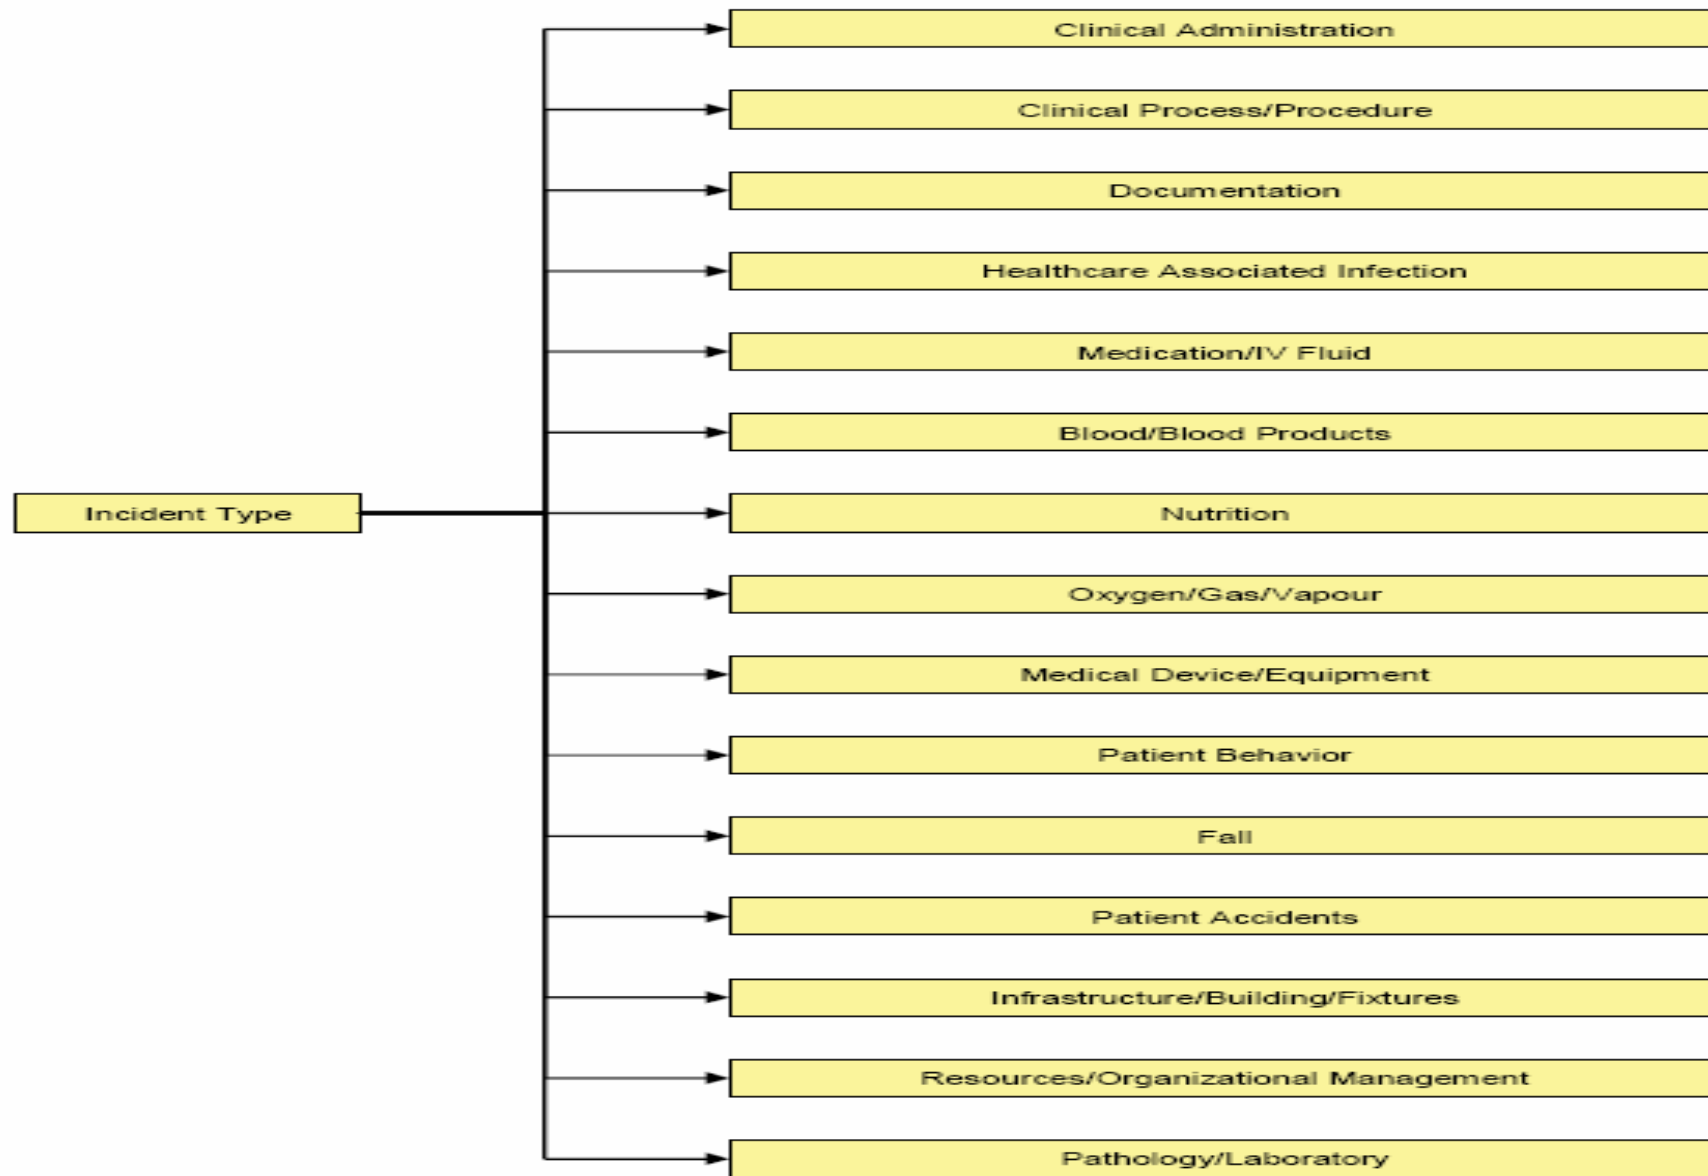 Clinical Administration
Clinical Process/Procedure
Documentation
Healthcare Associated Infection
Medication/IV Fluid
Blood/Blood Products
Incident Type
Nutrition
Oxygen/Gas/Vapour
Medical Device/Equipment
Patient Behavior
Fall
Patient Accidents
Infrastructure/Building/Fixtures
Resources/Organizational Management
Pathology/Laboratory